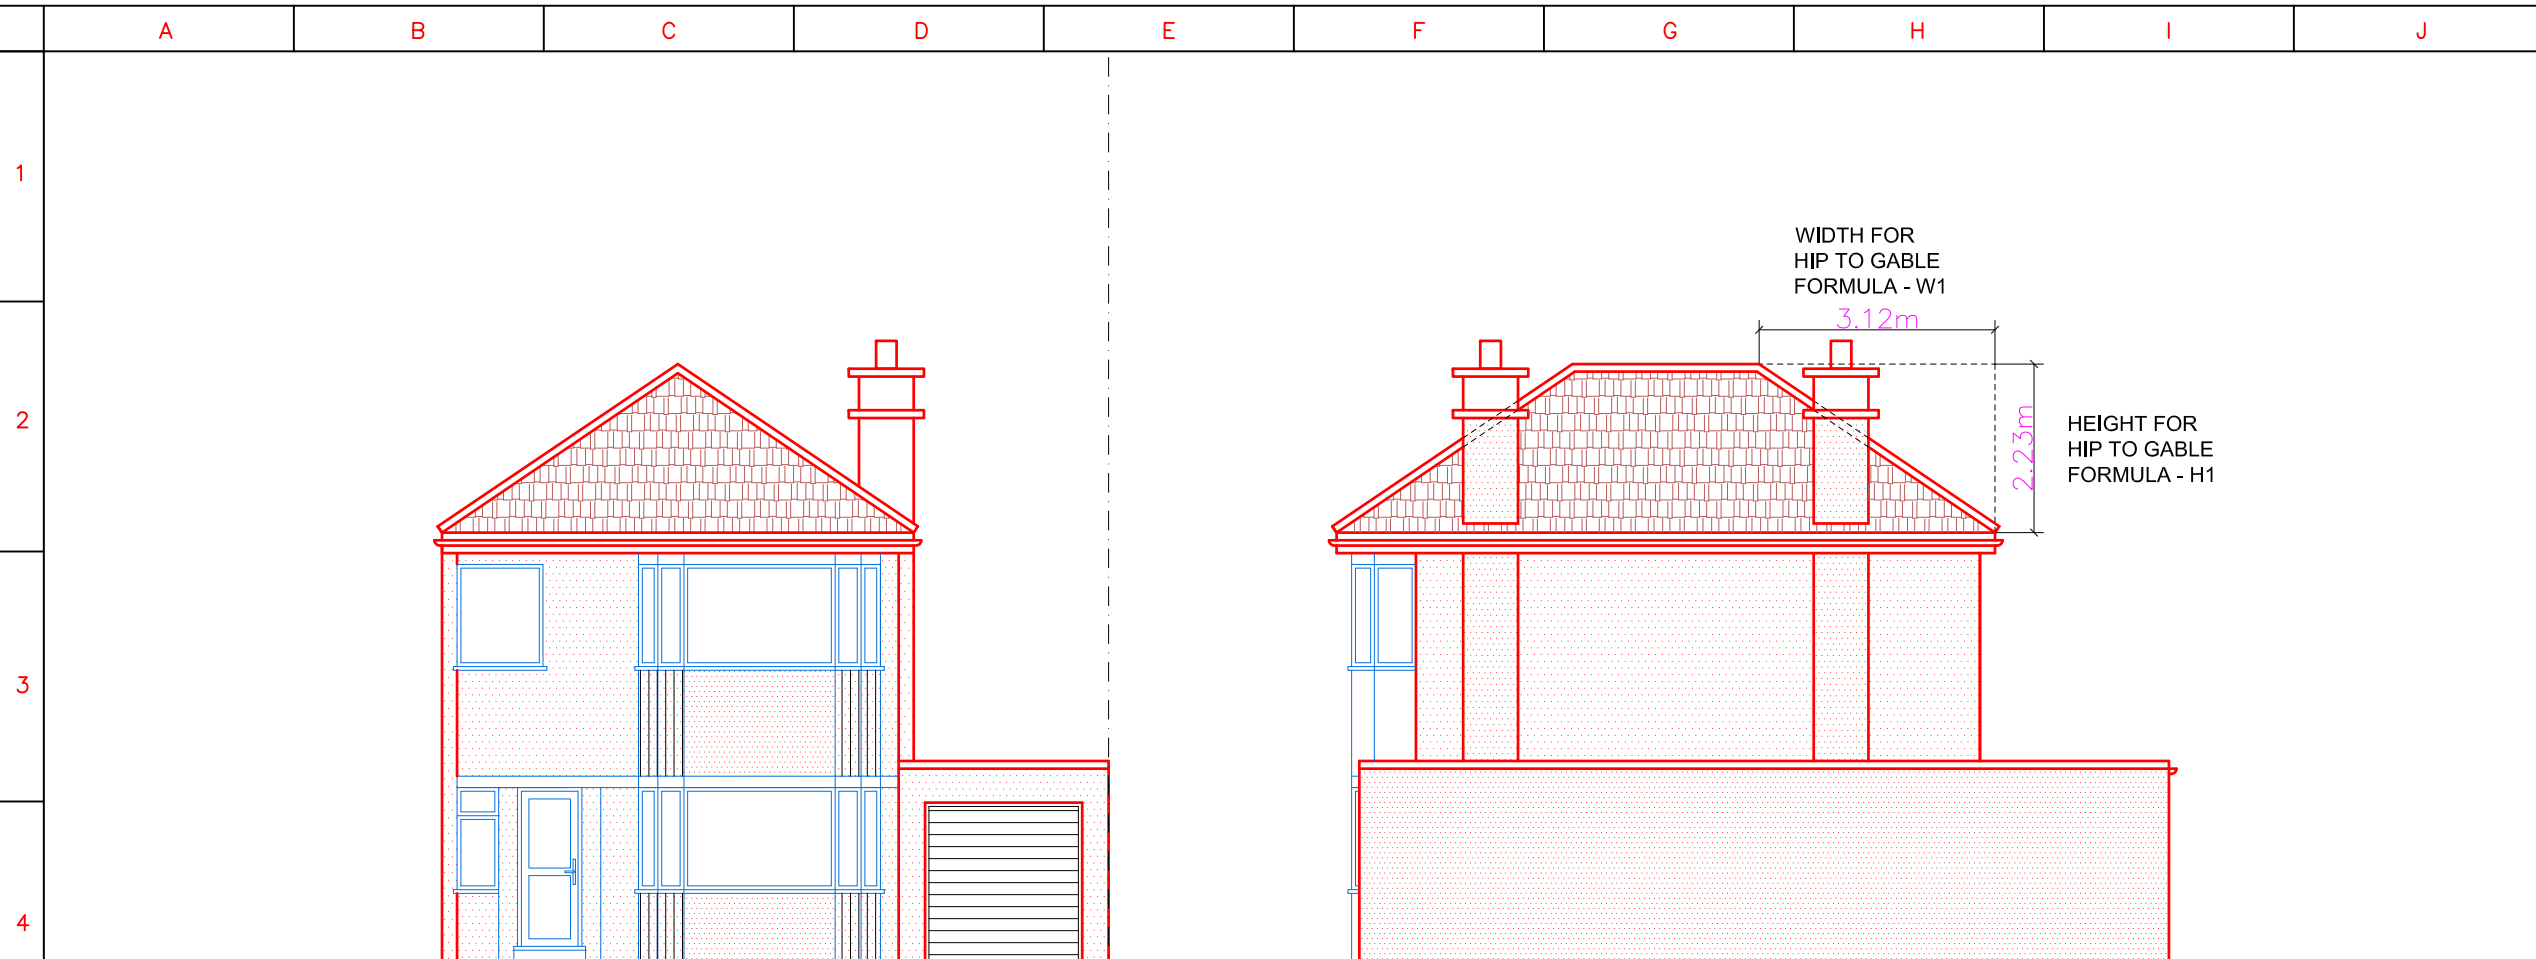 A B C D E F G H I J
1
WIDTH FOR
HIP TO GABLE
FORMULA - W1
3.12m
2
2.23m
HEIGHT FOR
HIP TO GABLE
FORMULA - H1
3
4